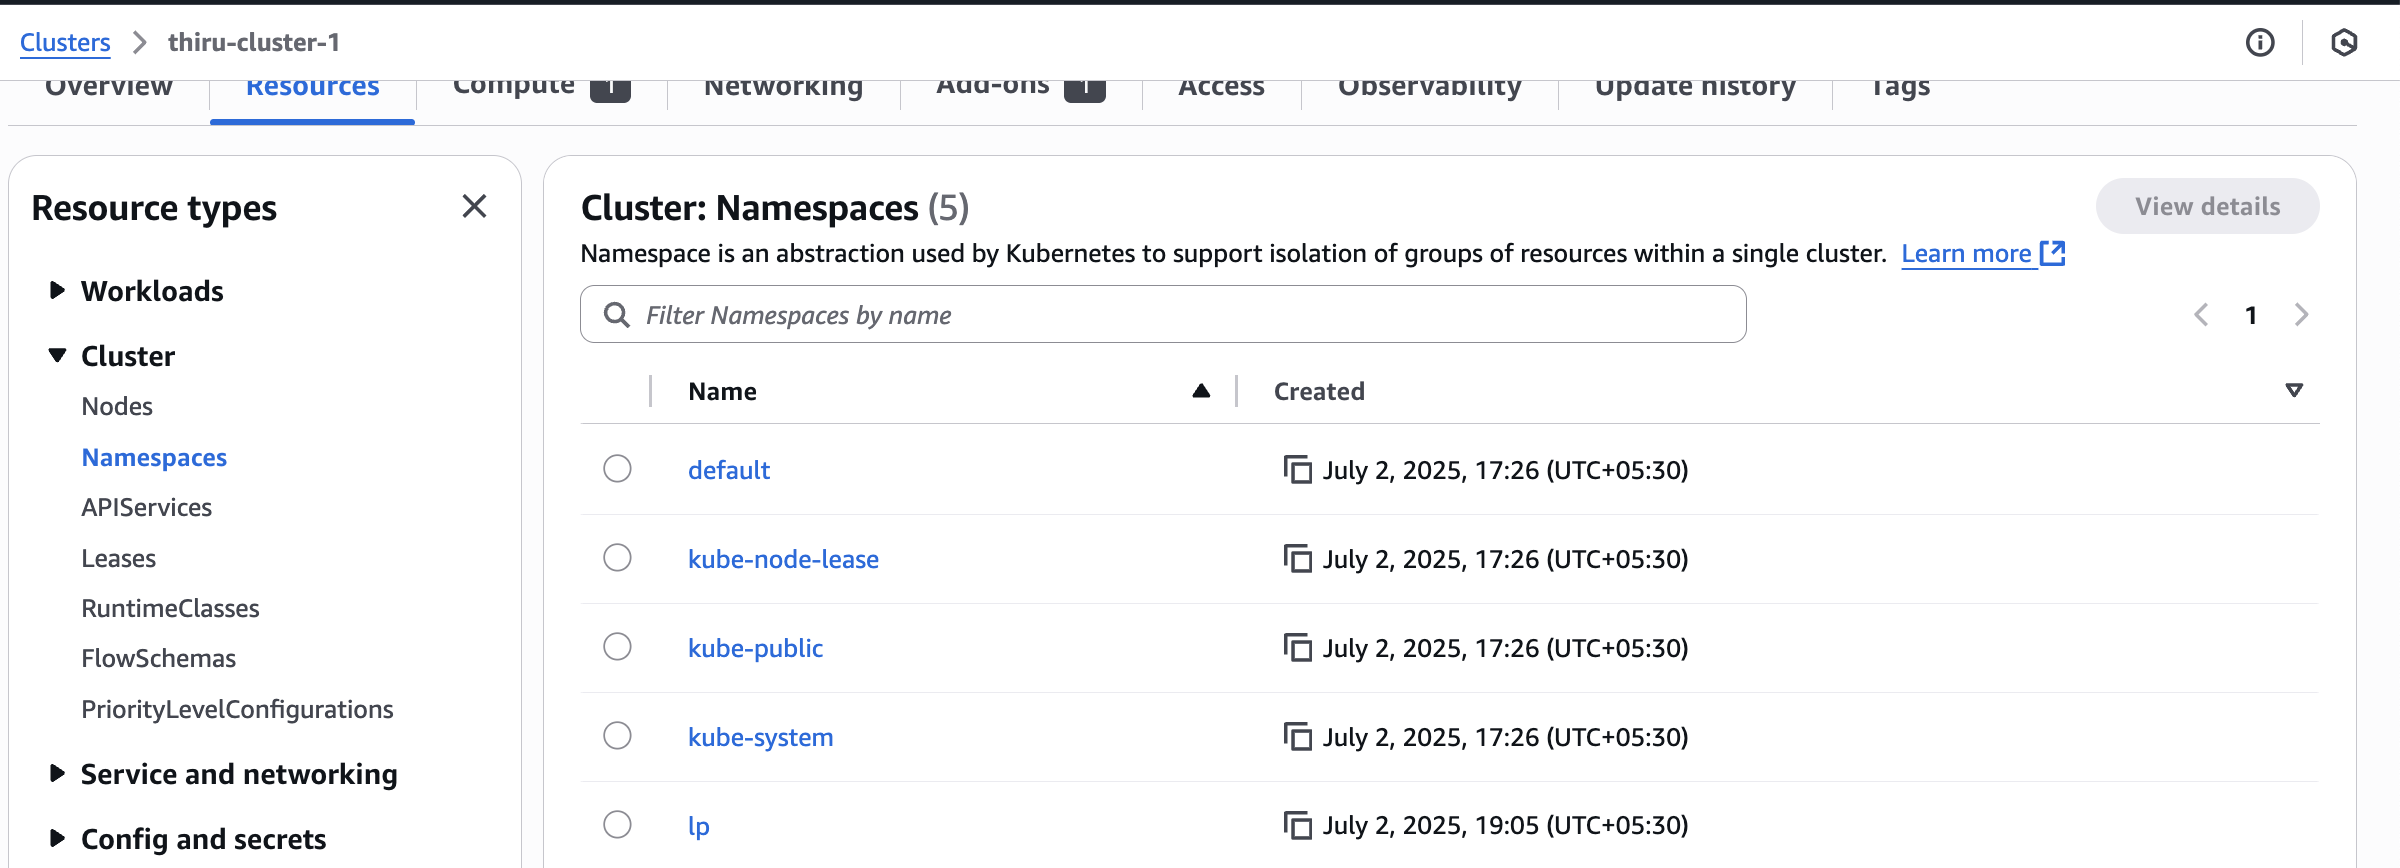 Clusters > thiru-cluster-1
Overview Resources Compute 1 Networking Add-ons 1 Access Observability Update history Tags
Resource types
Workloads
Cluster
Nodes
Namespaces
APIServices
Leases
RuntimeClasses
FlowSchemas
PriorityLevelConfigurations
Service and networking
Config and secrets
Cluster: Namespaces (5)
View details
Namespace is an abstraction used by Kubernetes to support isolation of groups of resources within a single cluster. Learn more
Filter Namespaces by name
1
Name Created
default July 2, 2025, 17:26 (UTC+05:30)
kube-node-lease July 2, 2025, 17:26 (UTC+05:30)
kube-public July 2, 2025, 17:26 (UTC+05:30)
kube-system July 2, 2025, 17:26 (UTC+05:30)
lp July 2, 2025, 19:05 (UTC+05:30)